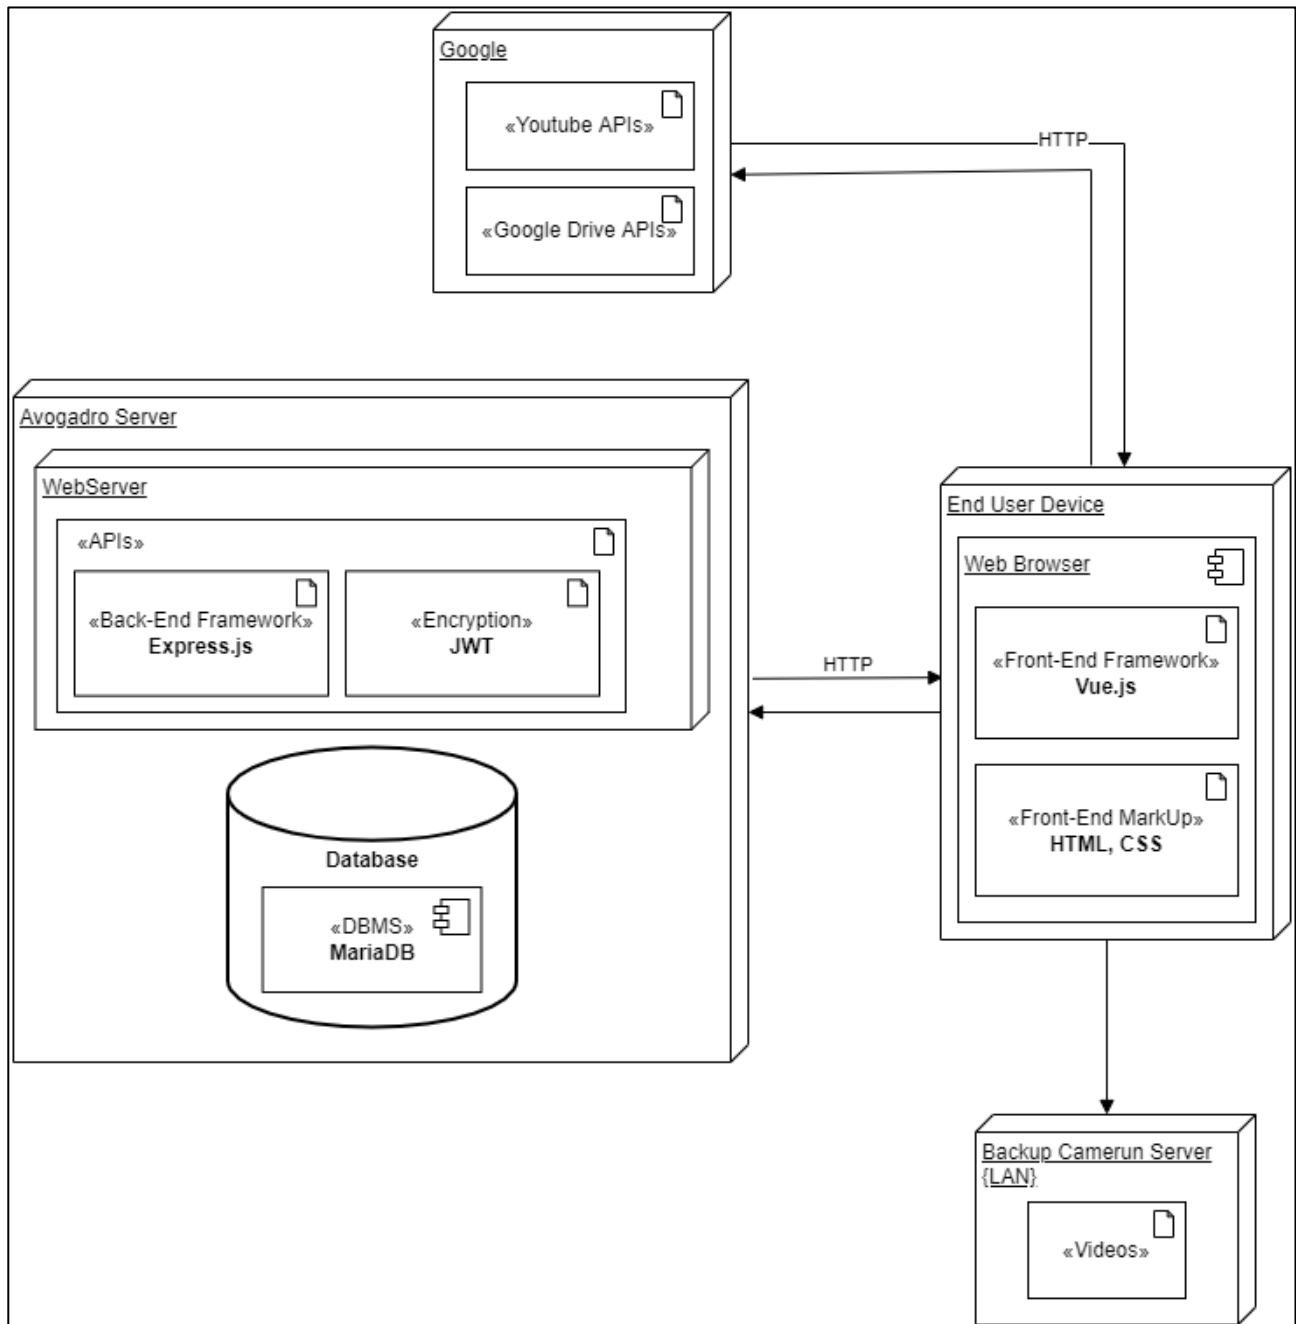 Google
«Youtube APIs»
«Google Drive APIs»
HTTP
Avogadro Server
WebServer
«APIs»
«Back-End Framework»
Express.js
«Encryption»
JWT
HTTP
End User Device
Web Browser
«Front-End Framework»
Vue.js
«Front-End MarkUp»
HTML, CSS
Database
«DBMS»
MariaDB
Backup Camerun Server
{LAN}
«Videos»